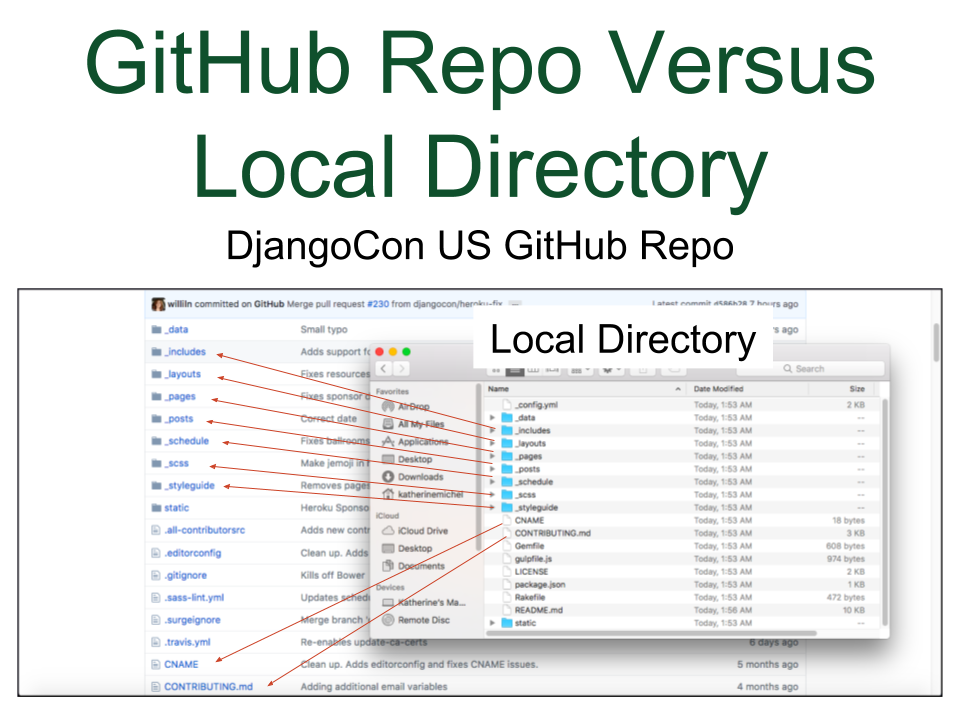 GitHub Repo Versus
Local Directory
DjangoCon US GitHub Repo
williln committed on GitHub Merge pull request #230 from djangocon/heroku-fix
Latest commit d586b28 7 hours ago
_data Small typo
_includes Adds support fo
_layouts Fixes resources
_pages Fixes sponsor
_posts Correct date
_schedule Fixes ballrooms
_scss Make jemoji in
_styleguide Removes pages
static Heroku Sponso
.all-contributorsrc Adds new cont
.editorconfig Clean up. Adds
.gitignore Kills off Bower
.sass-lint.yml Updates sched
.surgeignore Merge branch
.travis.yml Re-enables update-ca-certs 6 days ago
CNAME Clean up. Adds editorconfig and fixes CNAME issues. 5 months ago
CONTRIBUTING.md Adding additional email variables 4 months ago
Local Directory
Search
Favorites
AirDrop
All My Files
Applications
Desktop
Downloads
katherinemichel
iCloud
iCloud Drive
Desktop
Documents
Devices
Katherine's Ma...
Remote Disc
Name Date Modified Size
_config.yml Today, 1:53 AM 2 KB
_data Today, 1:53 AM --
_includes Today, 1:53 AM --
_layouts Today, 1:53 AM --
_pages Today, 1:53 AM --
_posts Today, 1:53 AM --
_schedule Today, 1:53 AM --
_scss Today, 1:53 AM --
_styleguide Today, 1:53 AM --
CNAME Today, 1:53 AM 18 bytes
CONTRIBUTING.md Today, 1:53 AM 3 KB
Gemfile Today, 1:53 AM 608 bytes
gulpfile.js Today, 1:53 AM 974 bytes
LICENSE Today, 1:53 AM 2 KB
package.json Today, 1:53 AM 1 KB
Rakefile Today, 1:53 AM 472 bytes
README.md Today, 1:56 AM 10 KB
static Today, 1:53 AM --